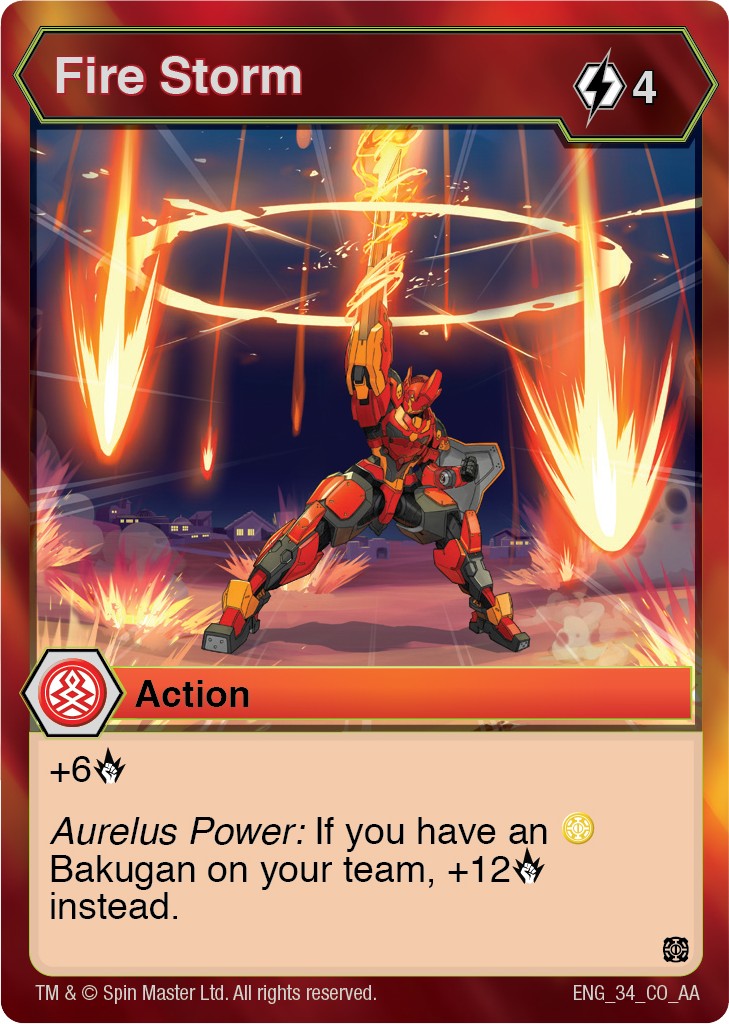 Fire Storm
4
Action
+6
Aurelus Power: If you have an
Bakugan on your team, +12
instead.
TM & © Spin Master Ltd. All rights reserved.
ENG_34_CO_AA